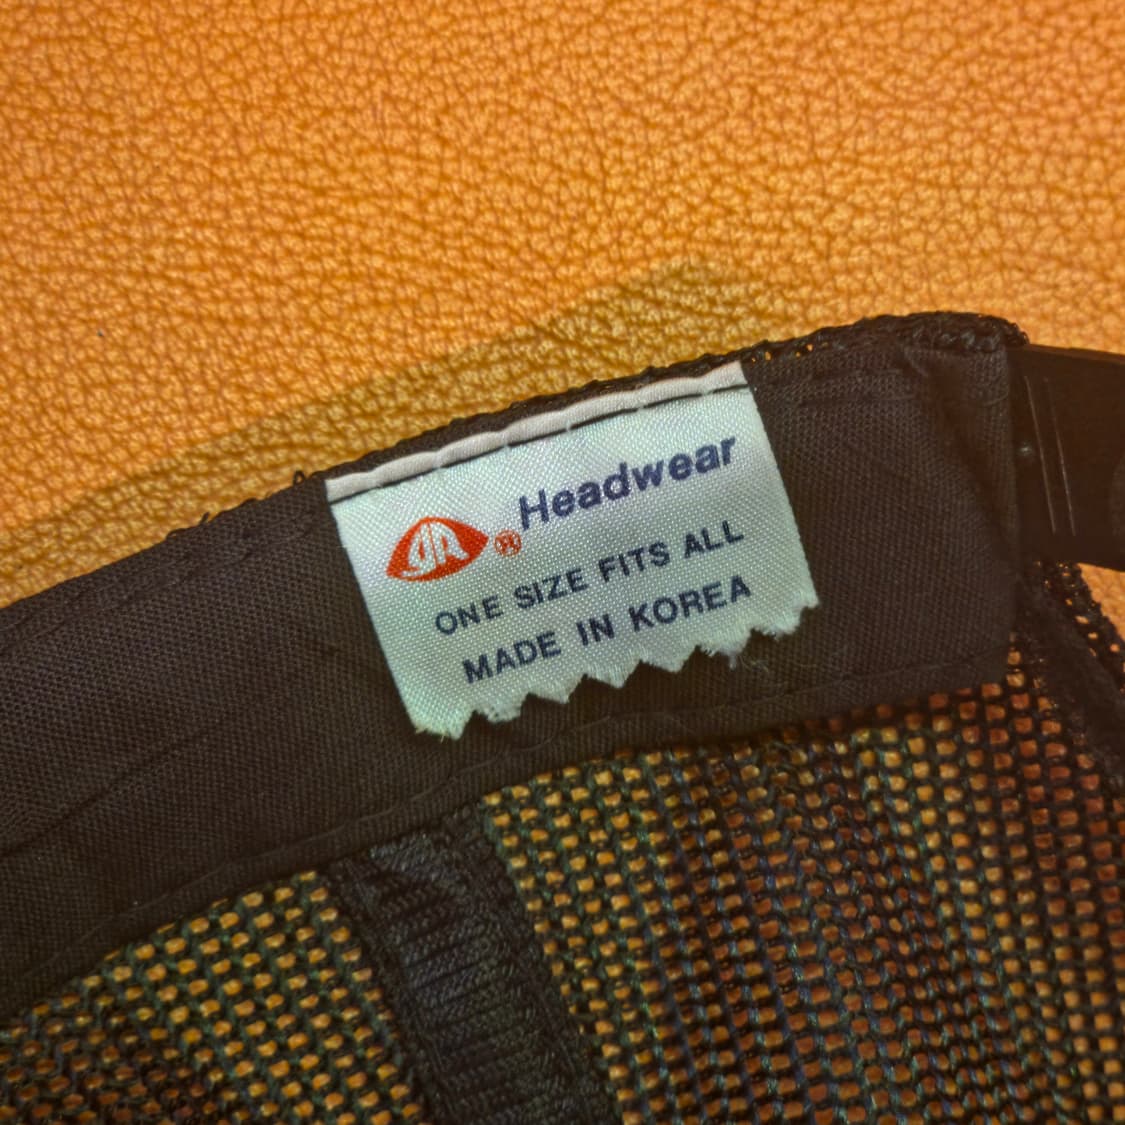 ® Headwear
ONE SIZE FITS ALL
MADE IN KOREA